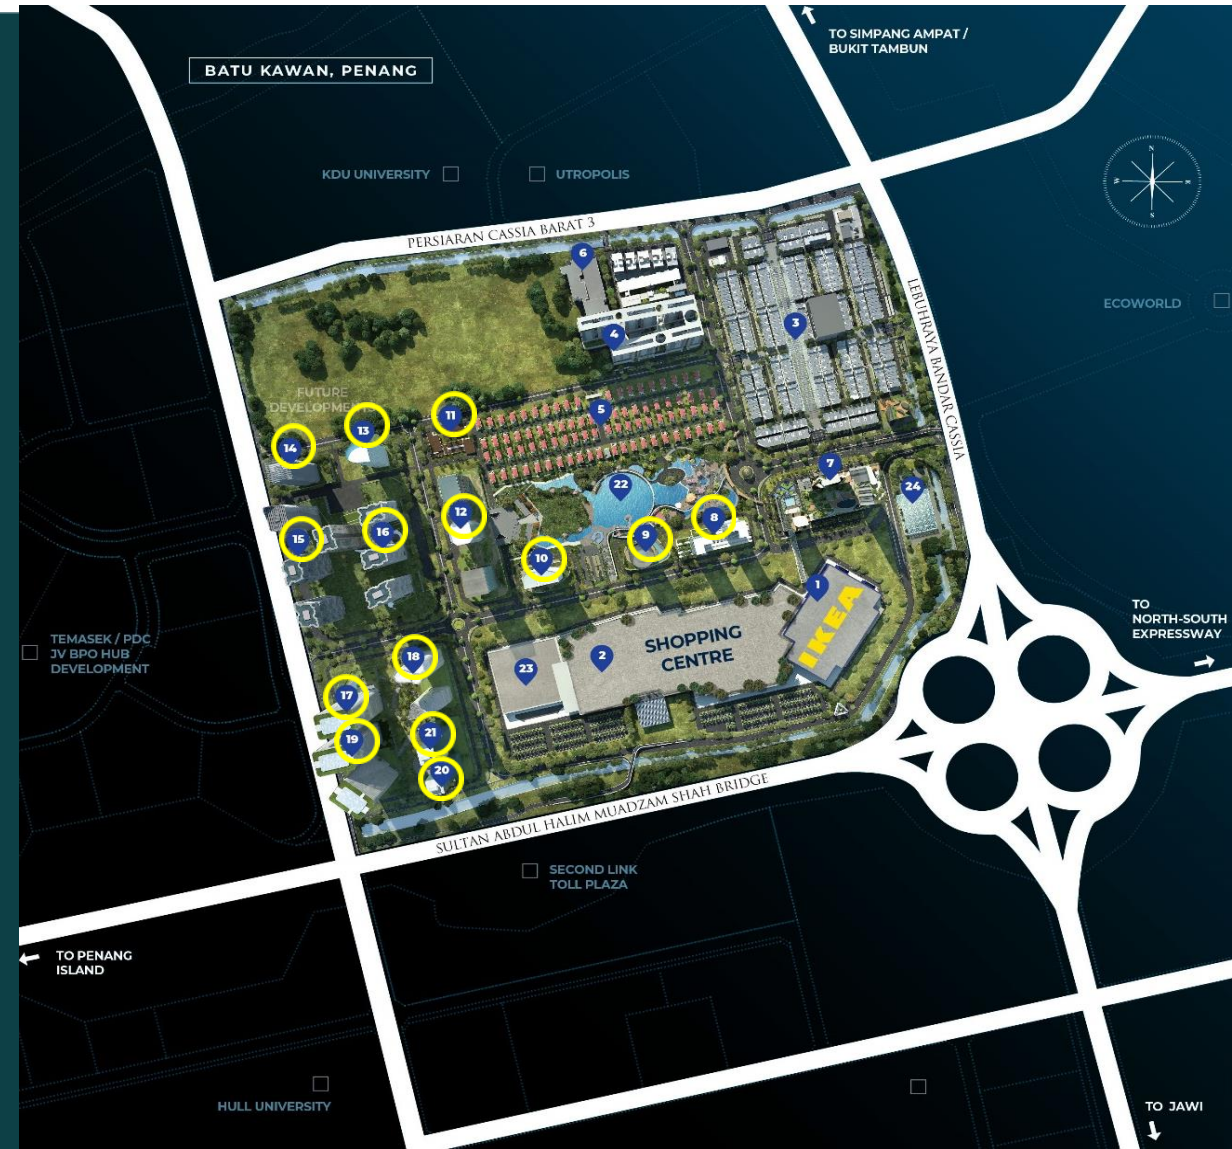 TO SIMPANG AMPAT /
BUKIT TAMBUN
BATU KAWAN, PENANG
N
W
E
S
KDU UNIVERSITY
UTROPOLIS
PERSIARAN CASSIA BARAT 3
6
LEBUHRAYA BANDAR CASSIA
ECOWORLD
3
4
FUTURE
DEVELOPMENT
11
5
13
14
7
22
24
12
8
16
9
15
10
1
IKEA
TO
NORTH-SOUTH
EXPRESSWAY
SHOPPING
CENTRE
TEMASEK / PDC
JV BPO HUB
DEVELOPMENT
2
18
23
17
21
19
20
SULTAN ABDUL HALIM MUADZAM SHAH BRIDGE
SECOND LINK
TOLL PLAZA
TO PENANG
ISLAND
HULL UNIVERSITY
TO JAWI